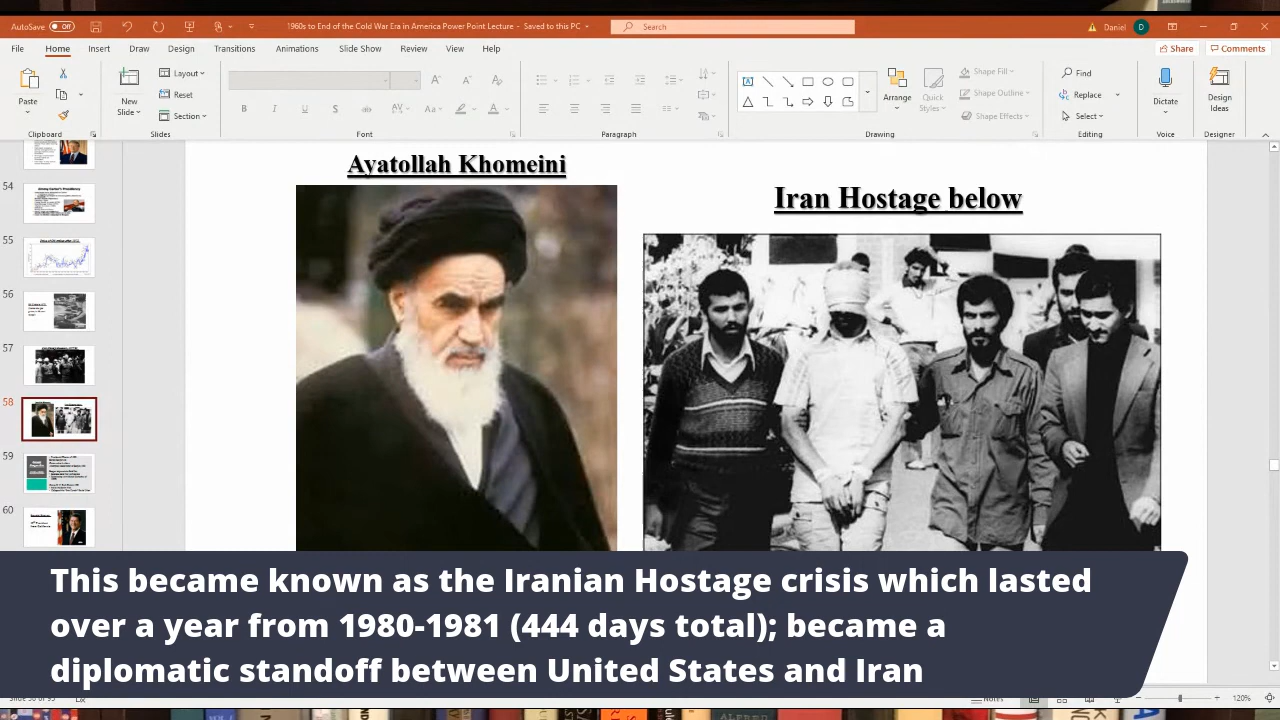 AutoSave Off 1960s to End of the Cold War Era in America Power Point Lecture - Saved to this PC Search Daniel D
File Home Insert Draw Design Transitions Animations Slide Show Review View Help Share Comments
Paste New Slide Layout Reset Section Arrange Quick Styles Shape Fill Shape Outline Shape Effects Find Replace Select Dictate Design Ideas
Clipboard Slides Font Paragraph Drawing Editing Voice Designer
Ayatollah Khomeini
Iran Hostage below
54
55
56
57
58
59
60
This became known as the Iranian Hostage crisis which lasted
over a year from 1980-1981 (444 days total); became a
diplomatic standoff between United States and Iran
Notes 120%